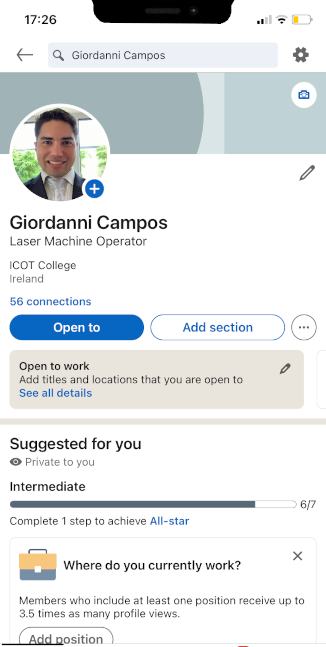 17:26
Giordanni Campos
Giordanni Campos
Laser Machine Operator
ICOT College
Ireland
56 connections
Open to
Add section
Open to work
Add titles and locations that you are open to
See all details
Suggested for you
Private to you
Intermediate
6/7
Complete 1 step to achieve All-star
Where do you currently work?
Members who include at least one position receive up to
3.5 times as many profile views.
Add position